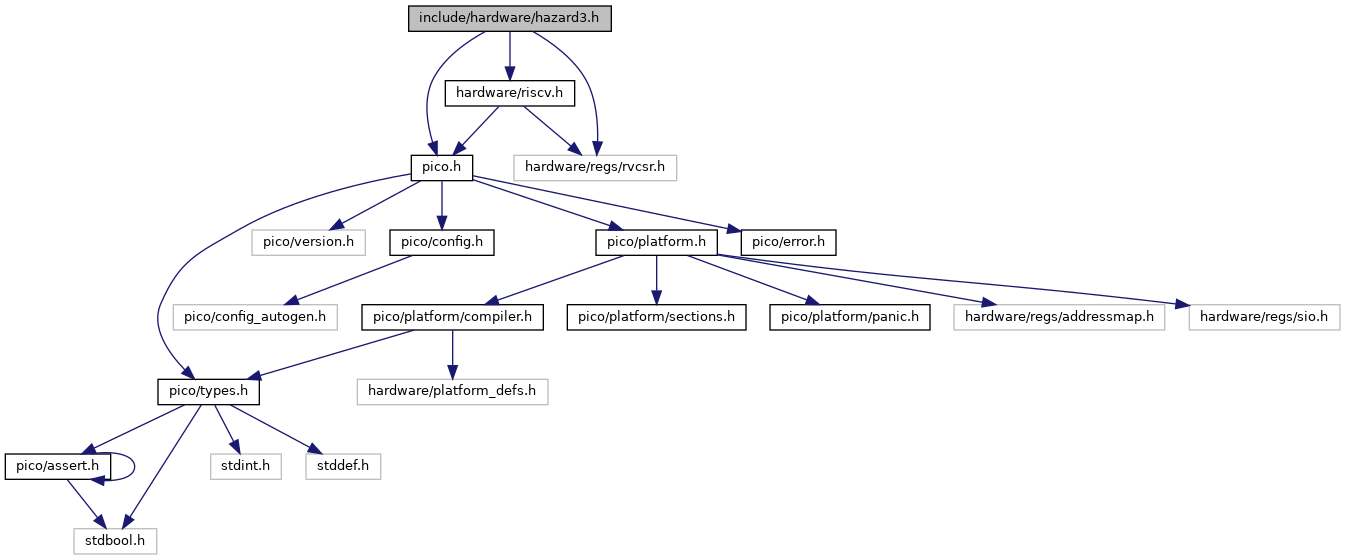 include/hardware/hazard3.h
hardware/riscv.h
pico.h
hardware/regs/rvcsr.h
pico/version.h
pico/config.h
pico/platform.h
pico/error.h
pico/config_autogen.h
pico/platform/compiler.h
pico/platform/sections.h
pico/platform/panic.h
hardware/regs/addressmap.h
hardware/regs/sio.h
pico/types.h
hardware/platform_defs.h
pico/assert.h
stdint.h
stddef.h
stdbool.h